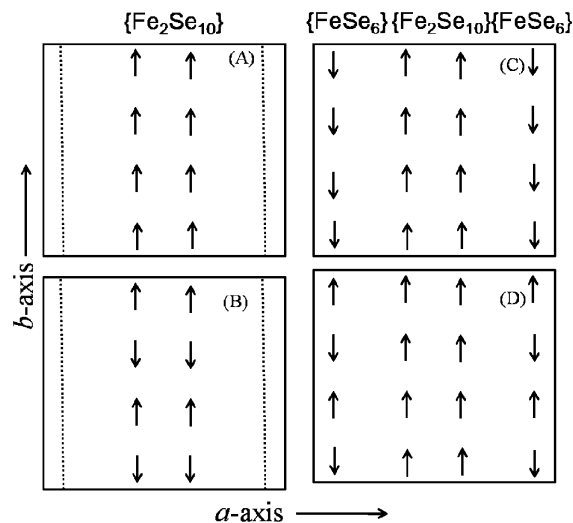 {Fe₂Se₁₀}
{FeSe₆}{Fe₂Se₁₀}{FeSe₆}
(A)
(C)
(B)
(D)
b-axis
a-axis